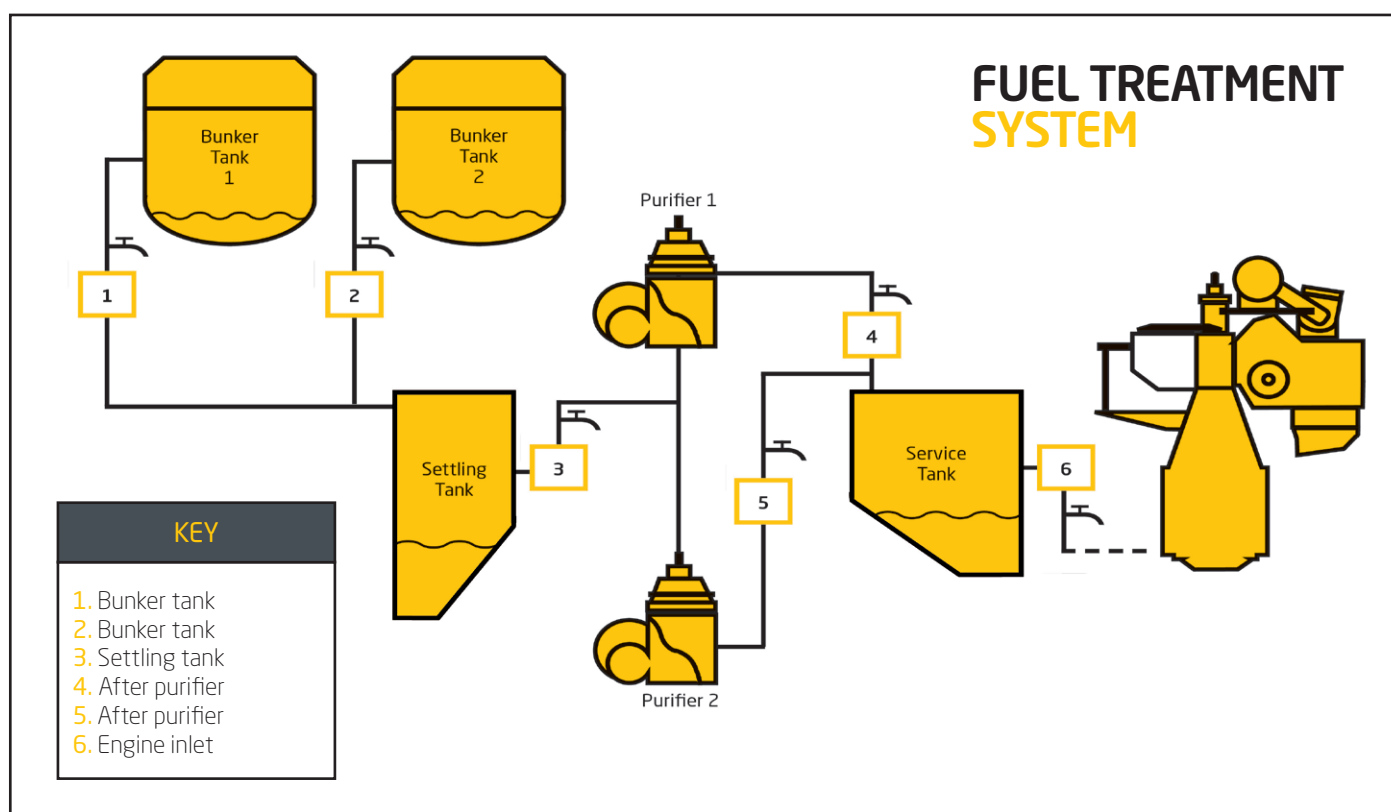 FUEL TREATMENT
SYSTEM
Bunker
Tank
1
Bunker
Tank
2
Purifier 1
1
2
4
Settling
Tank
3
Service
Tank
6
5
Purifier 2
KEY
1. Bunker tank
2. Bunker tank
3. Settling tank
4. After purifier
5. After purifier
6. Engine inlet